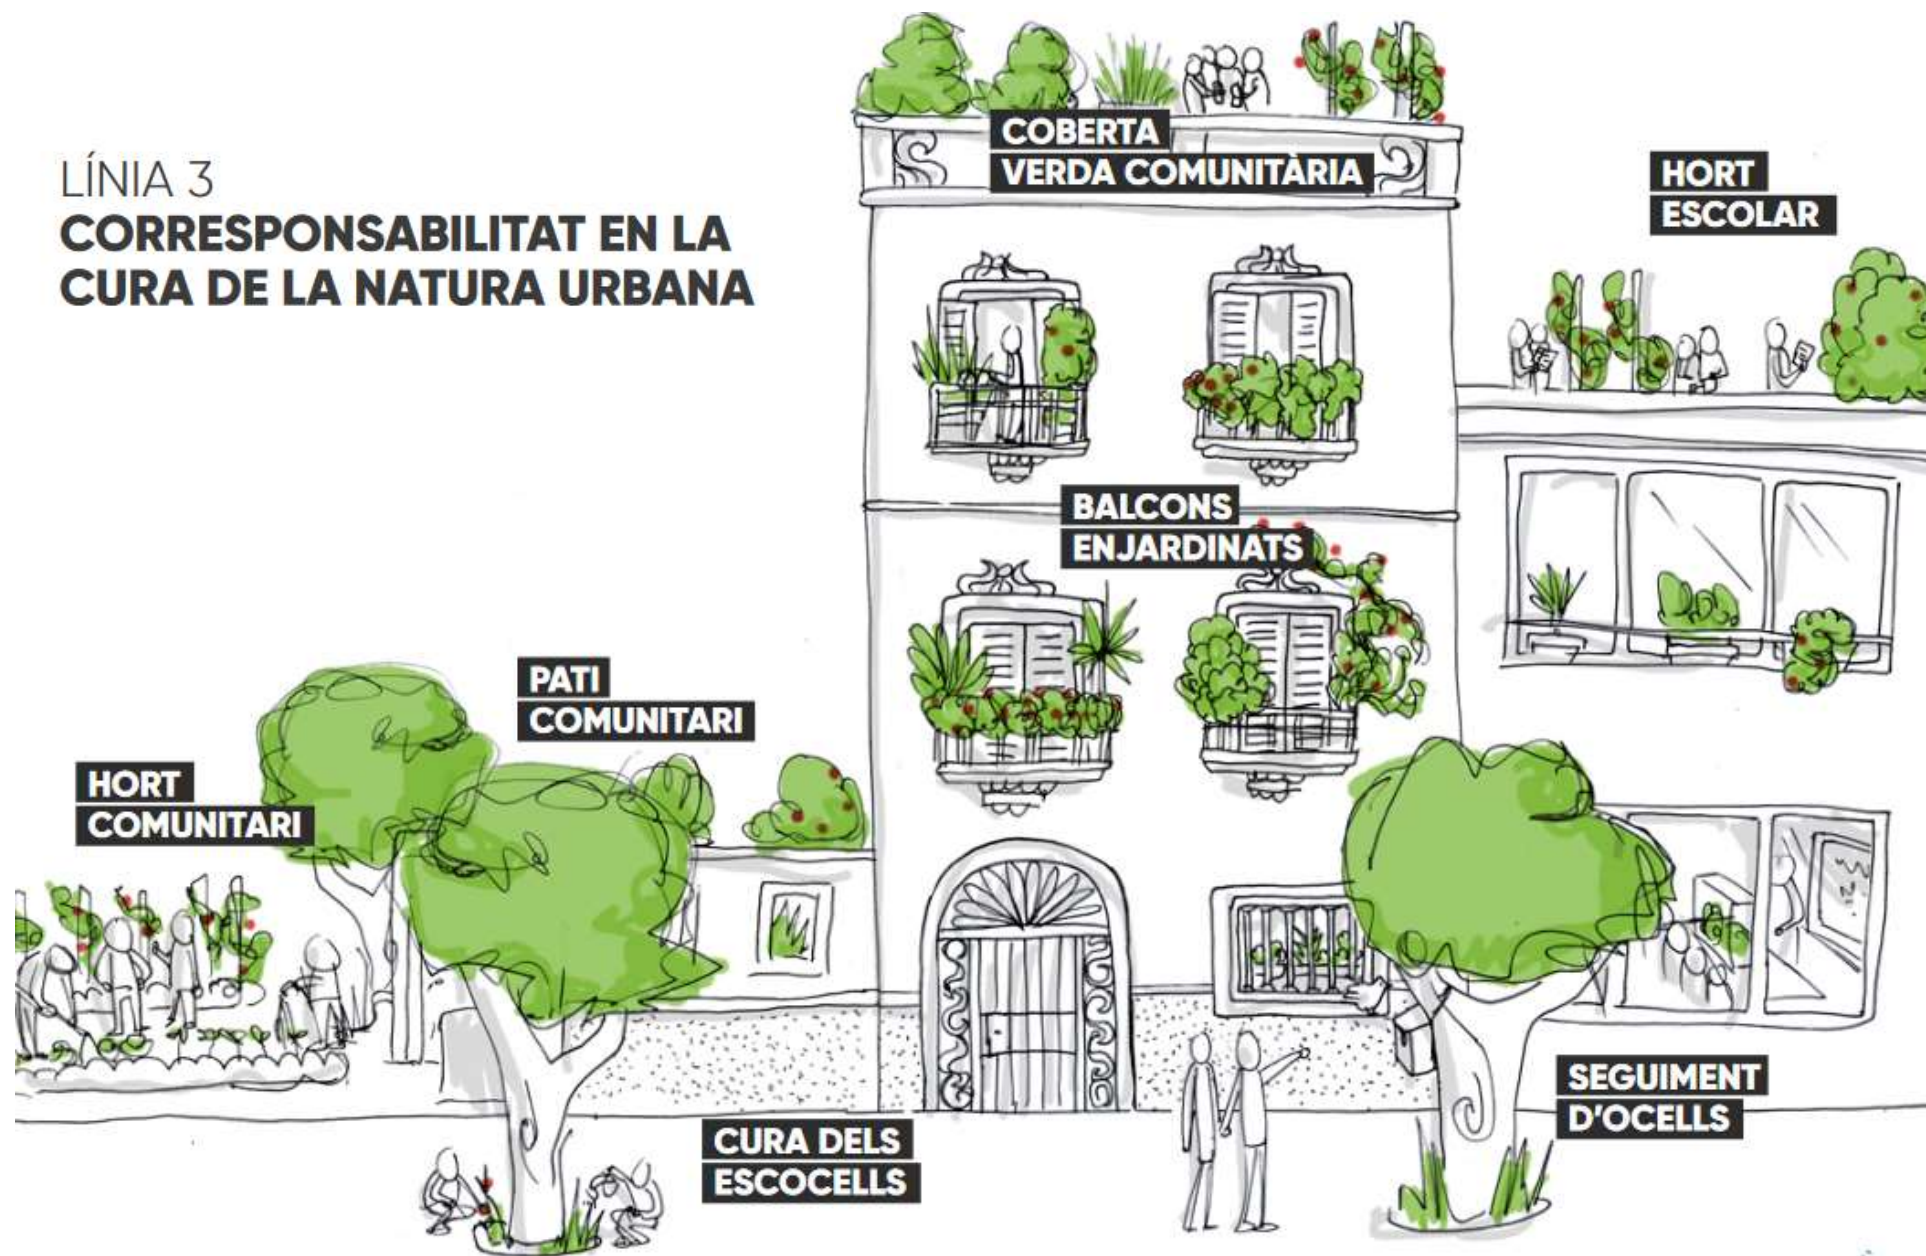 LÍNIA 3
CORRESPONSABILITAT EN LA
CURA DE LA NATURA URBANA
COBERTA
VERDA COMUNITÀRIA
HORT
ESCOLAR
BALCONS
ENJARDINATS
PATI
COMUNITARI
HORT
COMUNITARI
CURA DELS
ESCOCELLS
SEGUIMENT
D'OCELLS